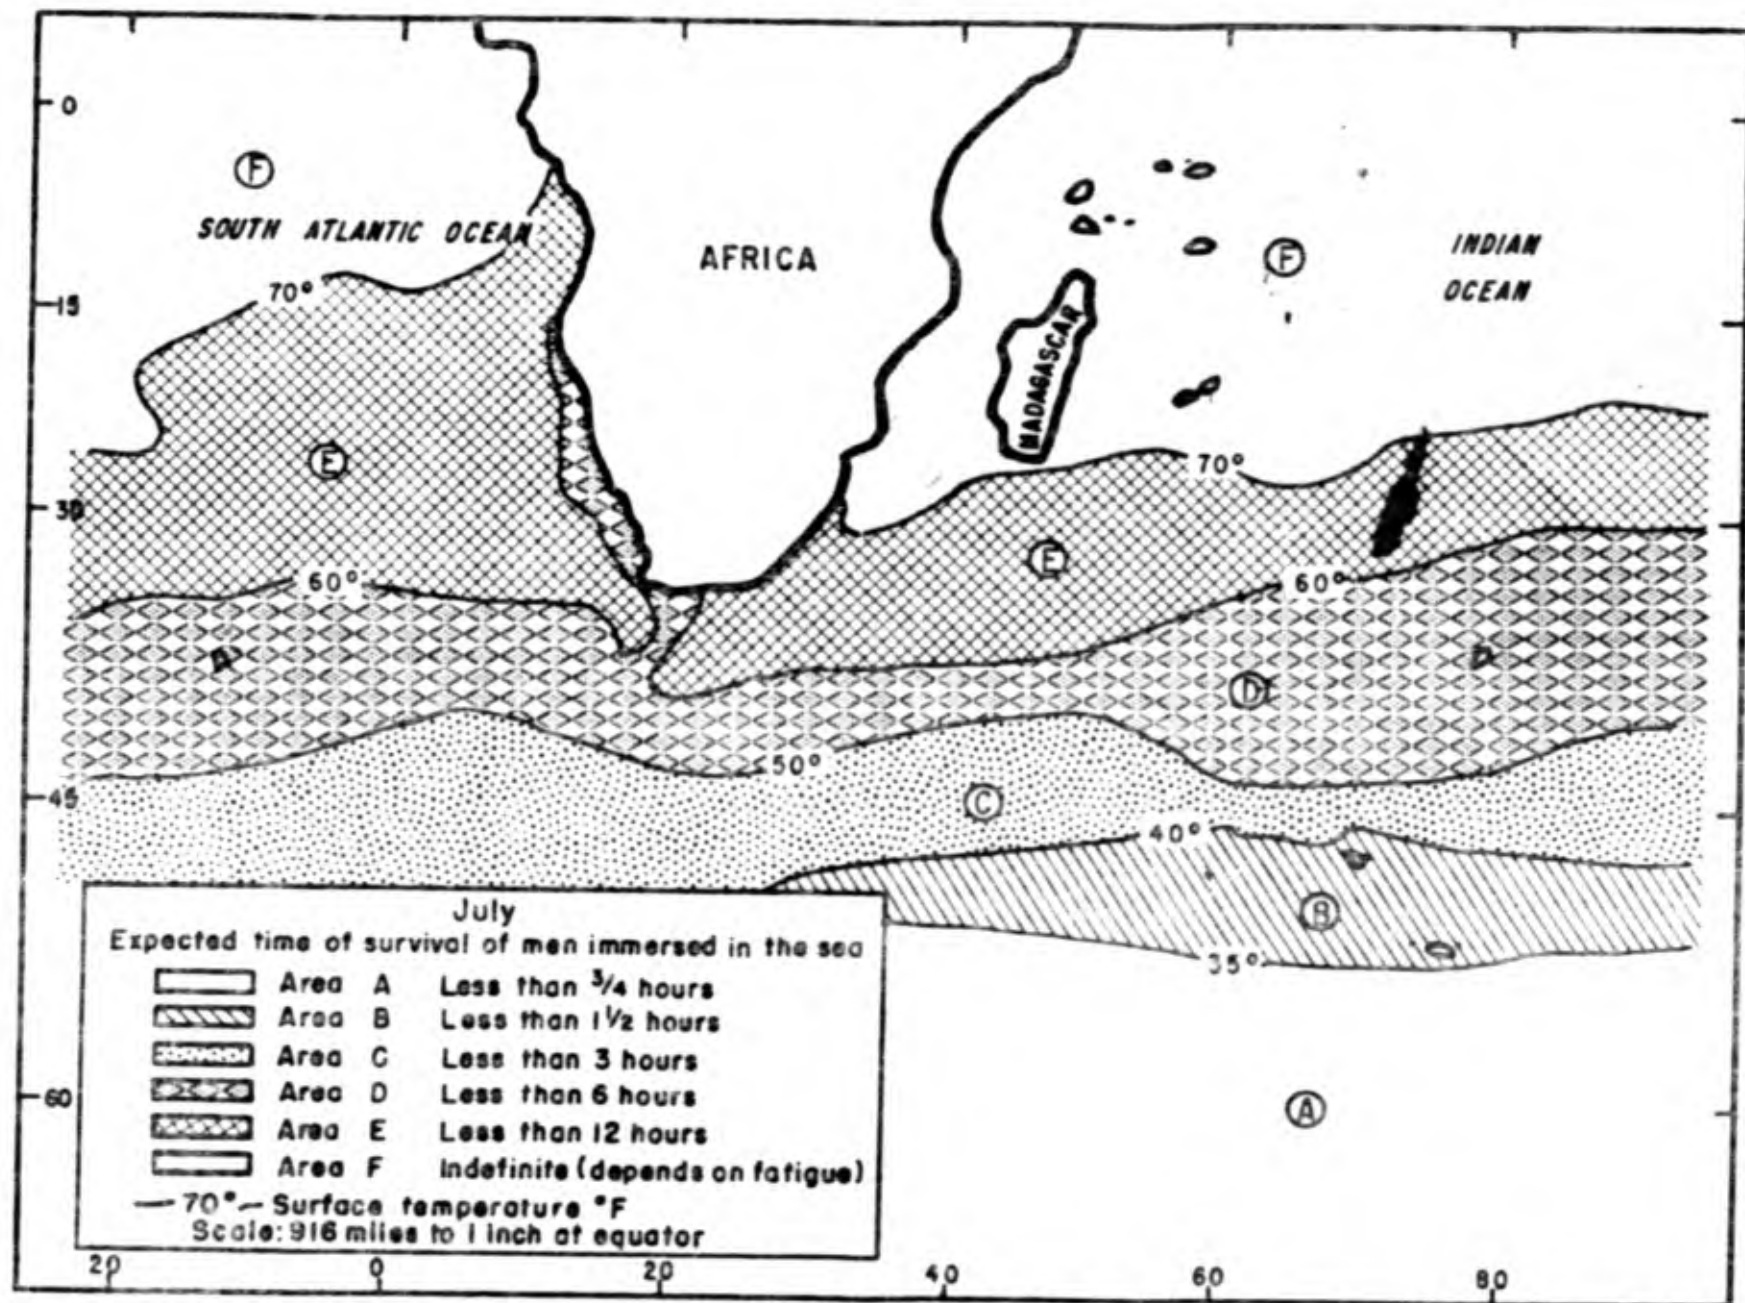 0
F
SOUTH ATLANTIC OCEAN
AFRICA
F
INDIAN
OCEAN
70°
15
MADAGASCAR
E
70°
30
E
60°
60°
D
50°
45
C
40°
B
35°
July
Expected time of survival of men immersed in the sea
Area A Less than 3/4 hours
Area B Less than 1 1/2 hours
Area C Less than 3 hours
Area D Less than 6 hours
Area E Less than 12 hours
Area F Indefinite (depends on fatigue)
60
A
70° Surface temperature °F
Scale: 916 miles to 1 inch at equator
20 0 20 40 60 80